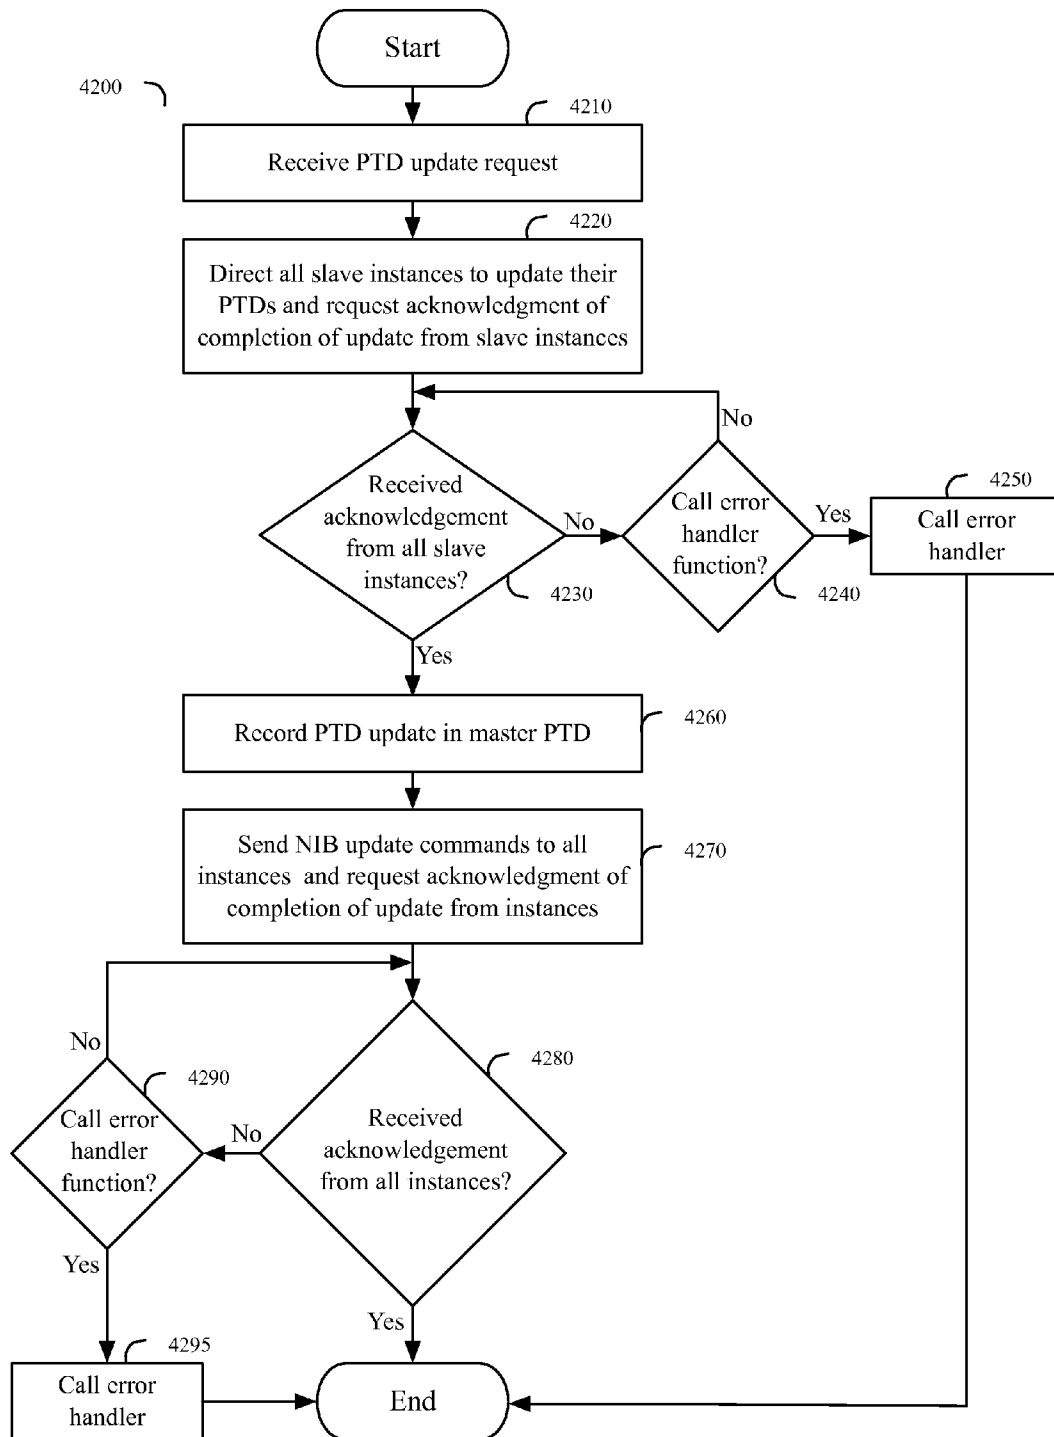 Start
4200
4210
Receive PTD update request
4220
Direct all slave instances to update their
PTDs and request acknowledgment of
completion of update from slave instances
No
Received
acknowledgement
from all slave
instances?
No
4230
Call error
handler
function?
4240
Yes
4250
Call error
handler
Yes
Record PTD update in master PTD
4260
Send NIB update commands to all
instances and request acknowledgment of
completion of update from instances
4270
No
4280
4290
Call error
handler
function?
No
Received
acknowledgement
from all instances?
Yes
Yes
4295
Call error
handler
End